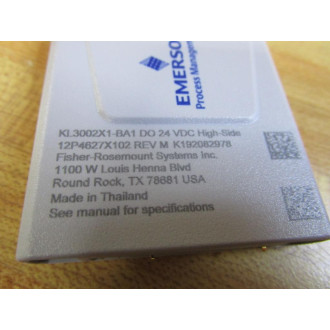 EMERSO
Process Manage
KL3002X1-BA1 DO 24 VDC High-Side
12P4627X102 REV M K192082978
Fisher-Rosemount Systems Inc.
1100 W Louis Henna Blvd
Round Rock, TX 78681 USA
Made in Thailand
See manual for specifications